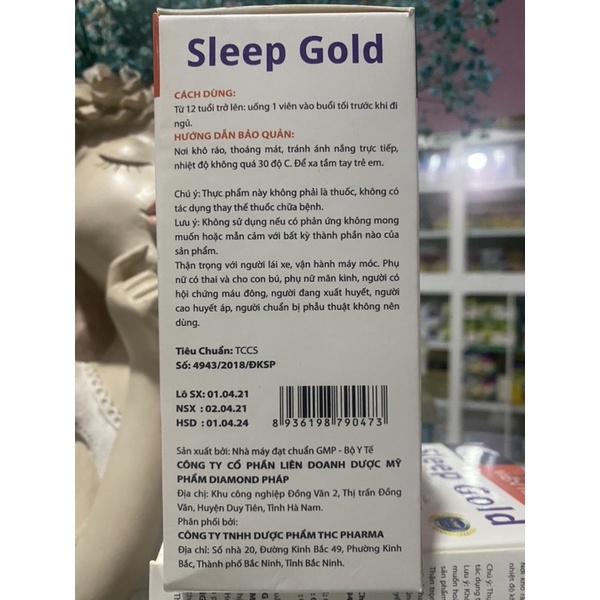 Sleep Gold
CÁCH DÙNG:
Từ 12 tuổi trở lên: uống 1 viên vào buổi tối trước khi đi
ngủ.
HƯỚNG DẪN BẢO QUẢN:
Nơi khô ráo, thoáng mát, tránh ánh nắng trực tiếp,
nhiệt độ không quá 30 độ C. Để xa tầm tay trẻ em.
Chú ý: Thực phẩm này không phải là thuốc, không có
tác dụng thay thế thuốc chữa bệnh.
Lưu ý: Không sử dụng nếu có phản ứng không mong
muốn hoặc mẫn cảm với bất kỳ thành phần nào của
sản phẩm.
Thận trọng với người lái xe, vận hành máy móc. Phụ
nữ có thai và cho con bú, phụ nữ mãn kinh, người có
hội chứng máu đông, người đang xuất huyết, người
cao huyết áp, người chuẩn bị phẫu thuật không nên
dùng.
Tiêu Chuẩn: TCCS
Số: 4943/2018/ĐKSP
Lô SX: 01.04.21
NSX : 02.04.21
HSD : 01.04.24
8 936198 790473
Sản xuất bởi: Nhà máy đạt chuẩn GMP - Bộ Y Tế
CÔNG TY CỔ PHẦN LIÊN DOANH DƯỢC MỸ
PHẨM DIAMOND PHÁP
Địa chỉ: Khu công nghiệp Đồng Văn 2, Thị trấn Đồng
Văn, Huyện Duy Tiên, Tỉnh Hà Nam.
Phân phối bởi:
CÔNG TY TNHH DƯỢC PHẨM THC PHARMA
Địa chỉ: Số nhà 20, Đường Kinh Bắc 49, Phường Kinh
Bắc, Thành phố Bắc Ninh, Tỉnh Bắc Ninh.
Sleep Gold